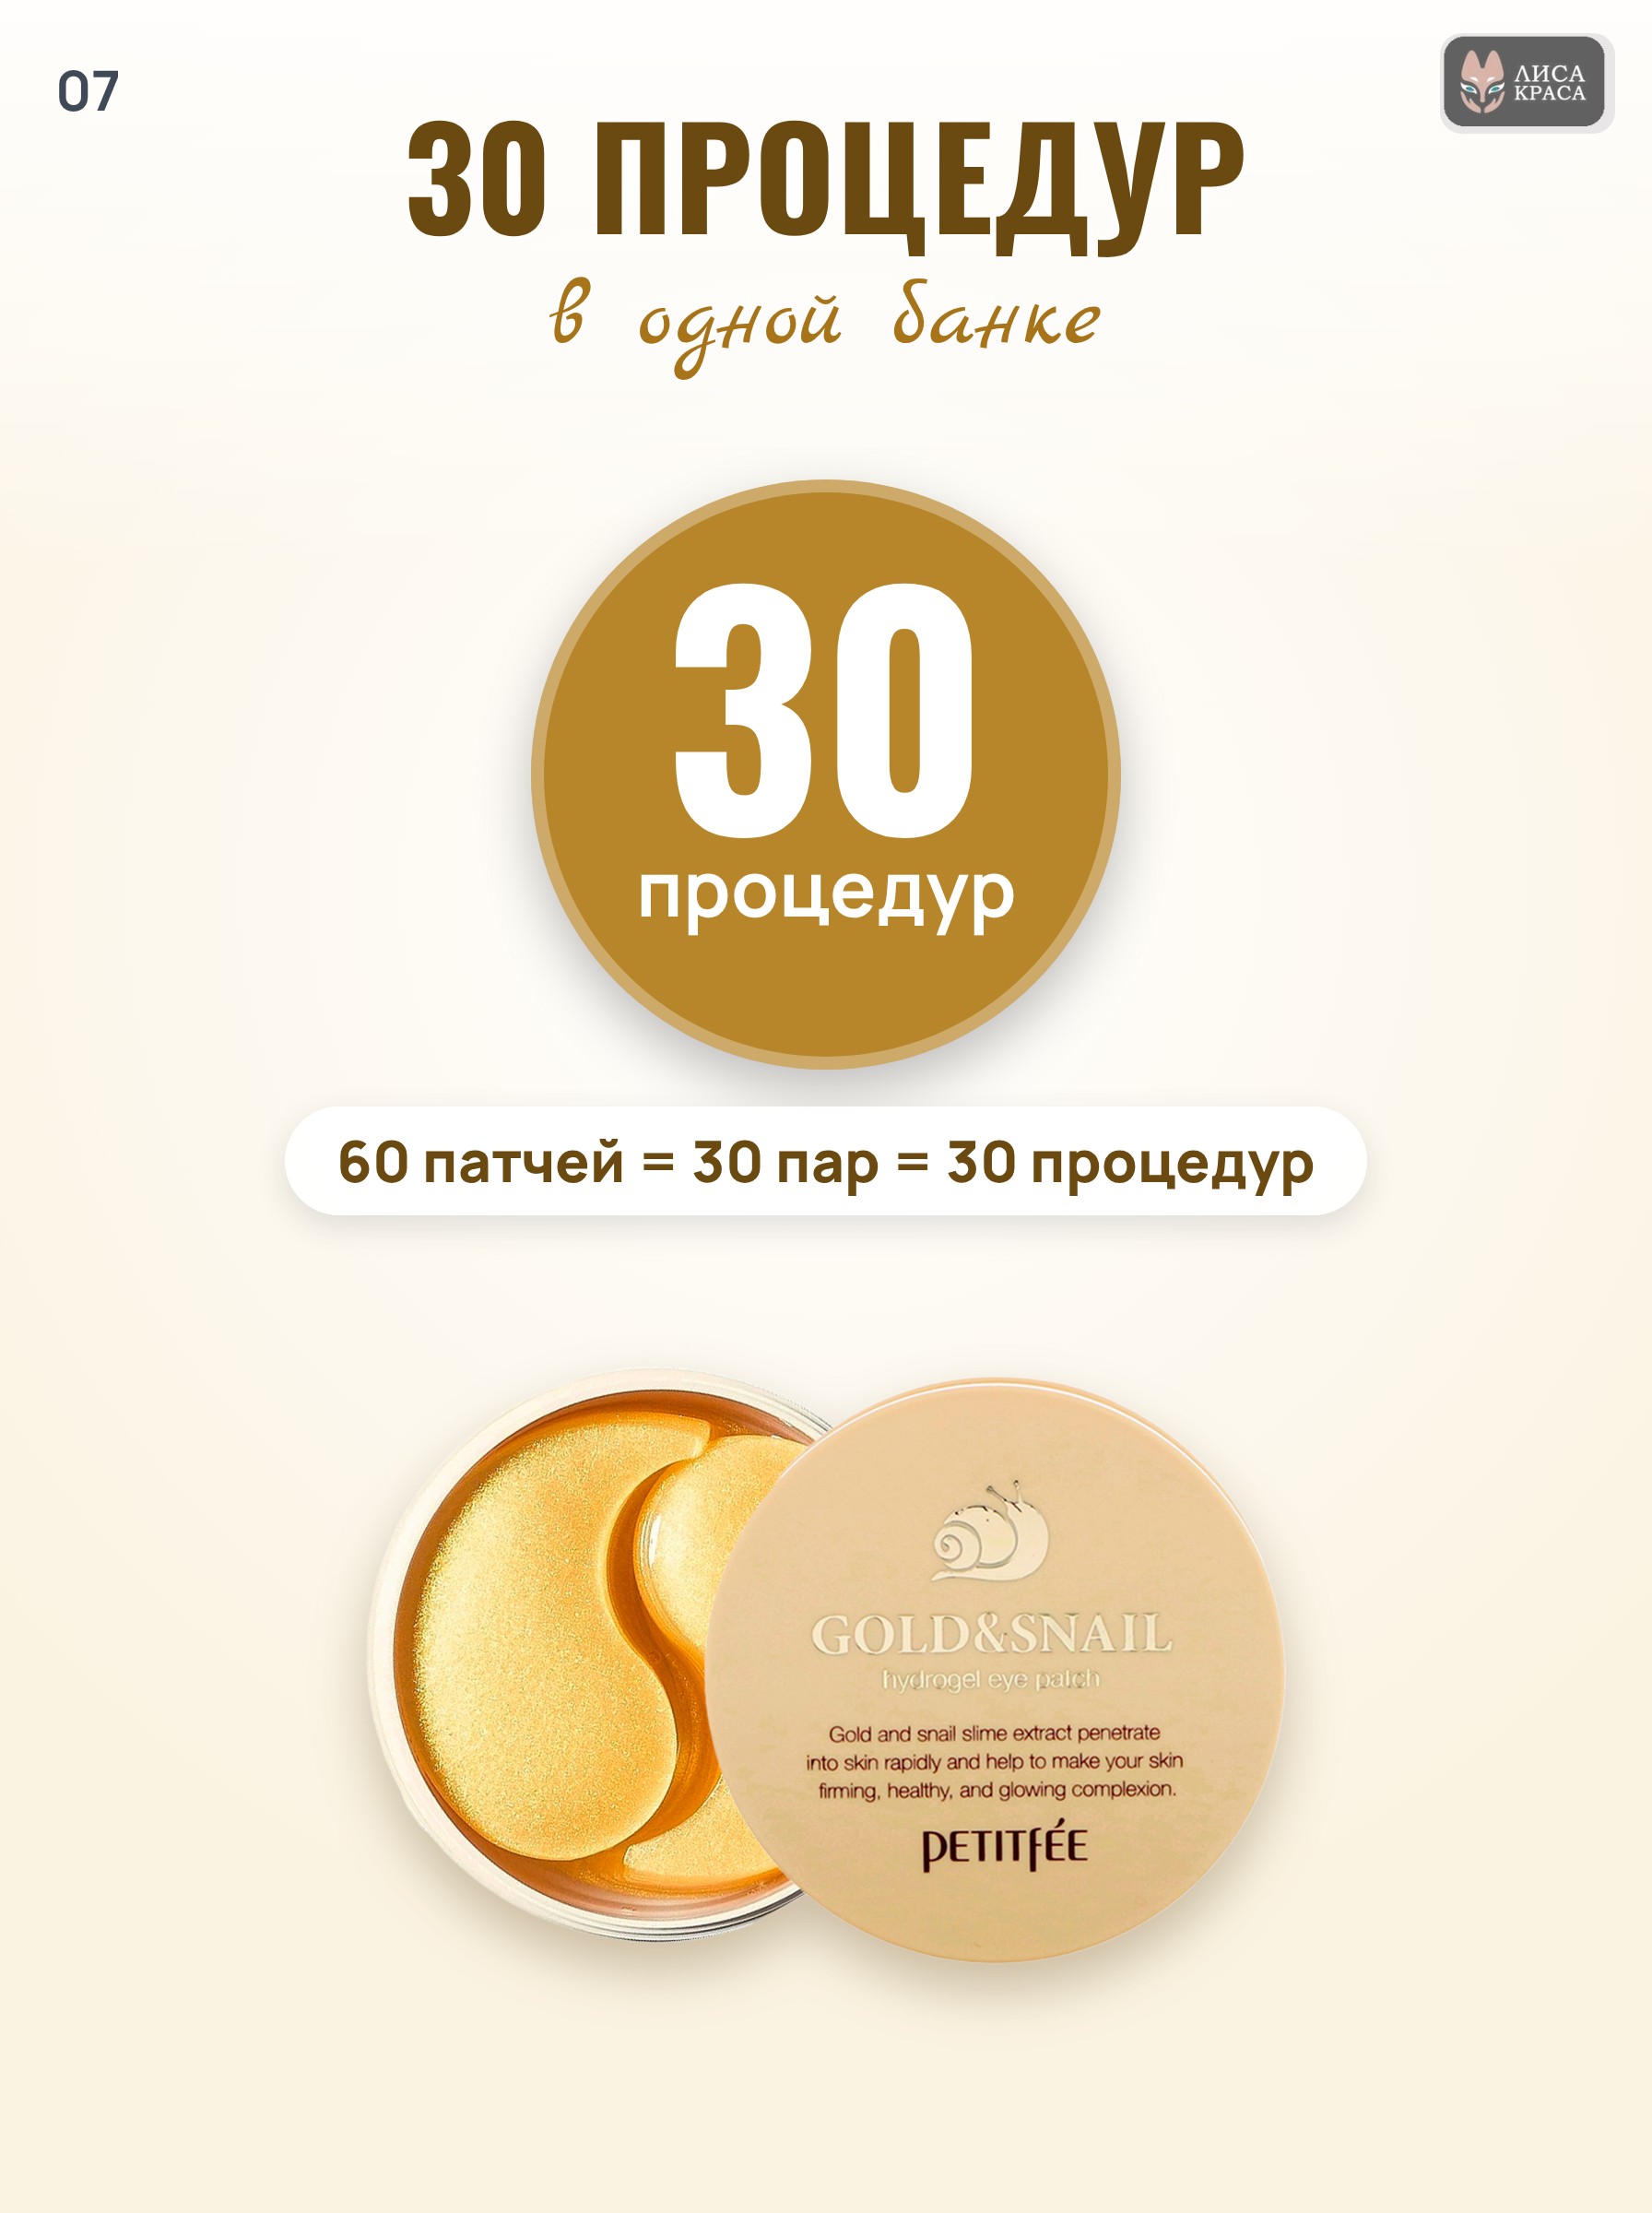 07
ЛИСА
КРАСА
30 ПРОЦЕДУР
в одной банке
30
процедур
60 патчей = 30 пар = 30 процедур
GOLD&SNAIL
hydrogel eye patch
Gold and snail slime extract penetrate
into skin rapidly and help to make your skin
firming, healthy, and glowing complexion.
PETITFÉE